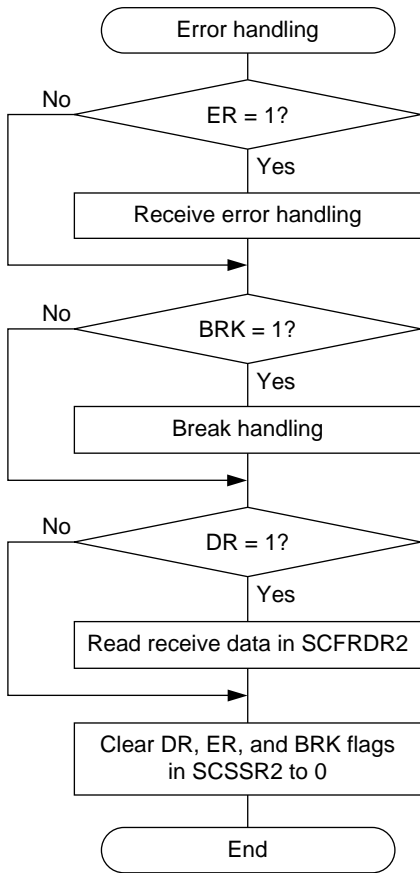 Error handling
No
ER = 1?
Yes
Receive error handling
No
BRK = 1?
Yes
Break handling
No
DR = 1?
Yes
Read receive data in SCFRDR2
Clear DR, ER, and BRK flags
in SCSSR2 to 0
End